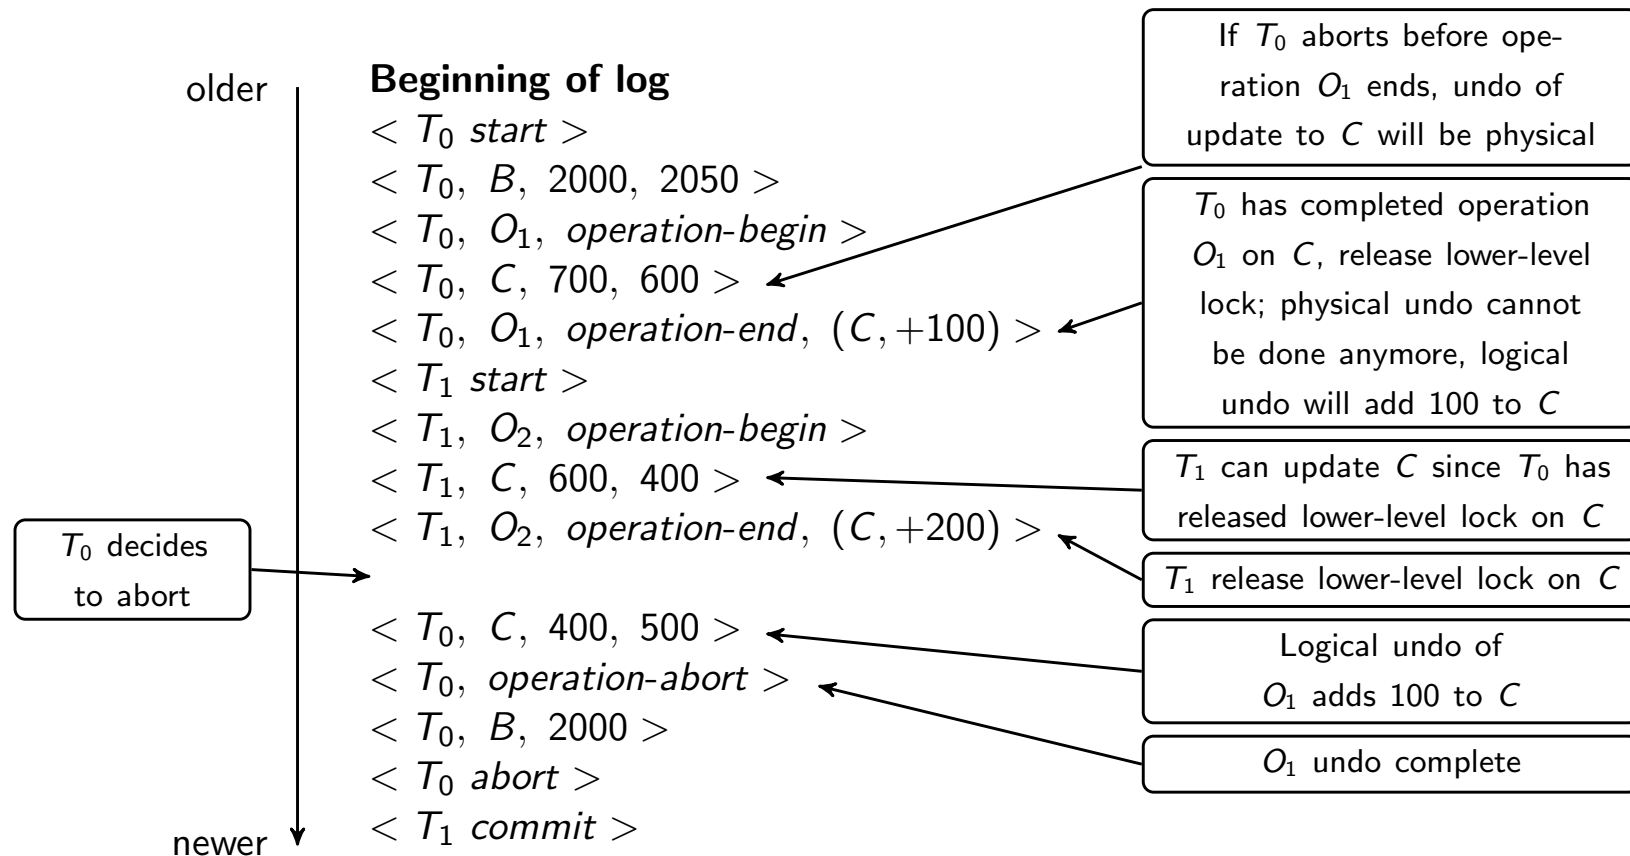 older
Beginning of log
< T₀ start >
< T₀, B, 2000, 2050 >
< T₀, O₁, operation-begin >
< T₀, C, 700, 600 >
< T₀, O₁, operation-end, (C, +100) >
< T₁ start >
< T₁, O₂, operation-begin >
< T₁, C, 600, 400 >
< T₁, O₂, operation-end, (C, +200) >
T₀ decides
to abort
< T₀, C, 400, 500 >
< T₀, operation-abort >
< T₀, B, 2000 >
< T₀ abort >
< T₁ commit >
newer
If T₀ aborts before ope-
ration O₁ ends, undo of
update to C will be physical
T₀ has completed operation
O₁ on C, release lower-level
lock; physical undo cannot
be done anymore, logical
undo will add 100 to C
T₁ can update C since T₀ has
released lower-level lock on C
T₁ release lower-level lock on C
Logical undo of
O₁ adds 100 to C
O₁ undo complete